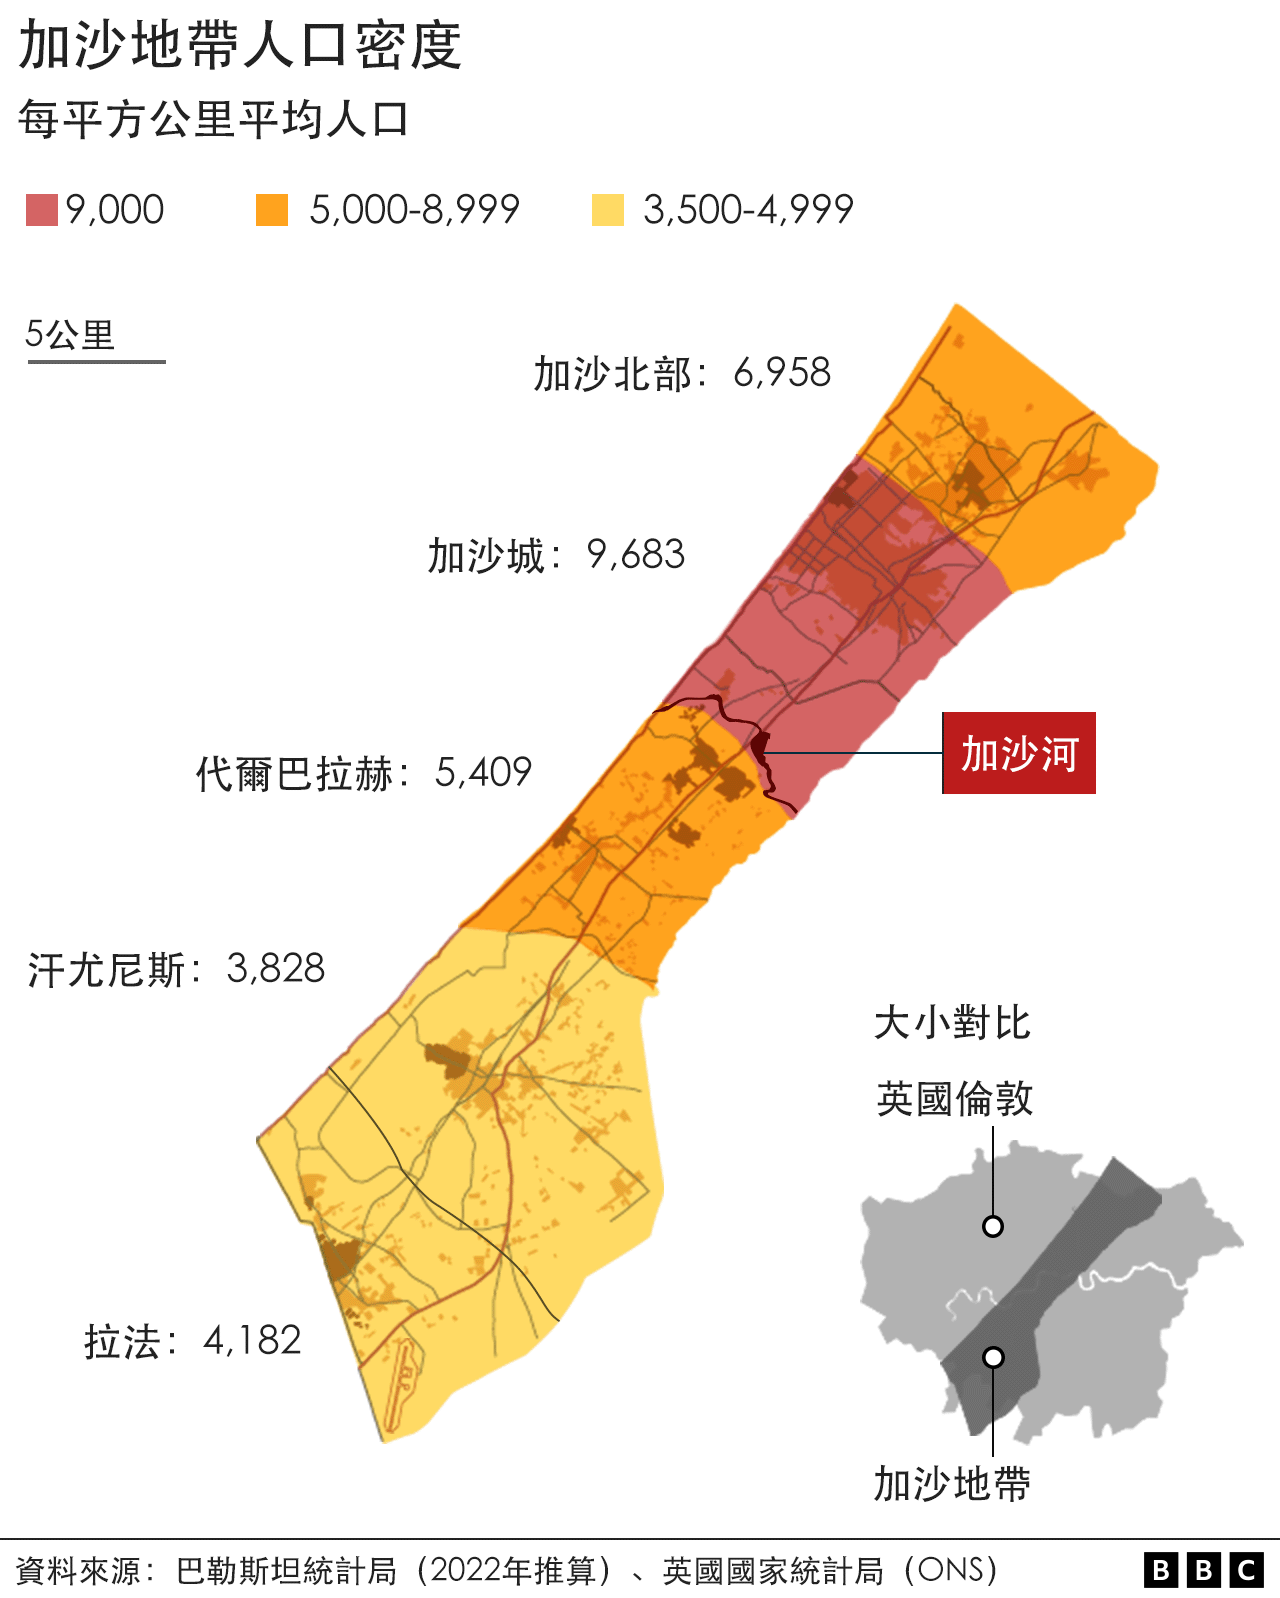 加沙地帶人口密度
每平方公里平均人口
9,000
5,000-8,999
3,500-4,999
5公里
加沙北部：6,958
加沙城：9,683
加沙河
代爾巴拉赫：5,409
汗尤尼斯：3,828
大小對比
英國倫敦
拉法：4,182
加沙地帶
資料來源：巴勒斯坦統計局（2022年推算）、英國國家統計局（ONS）
BBC